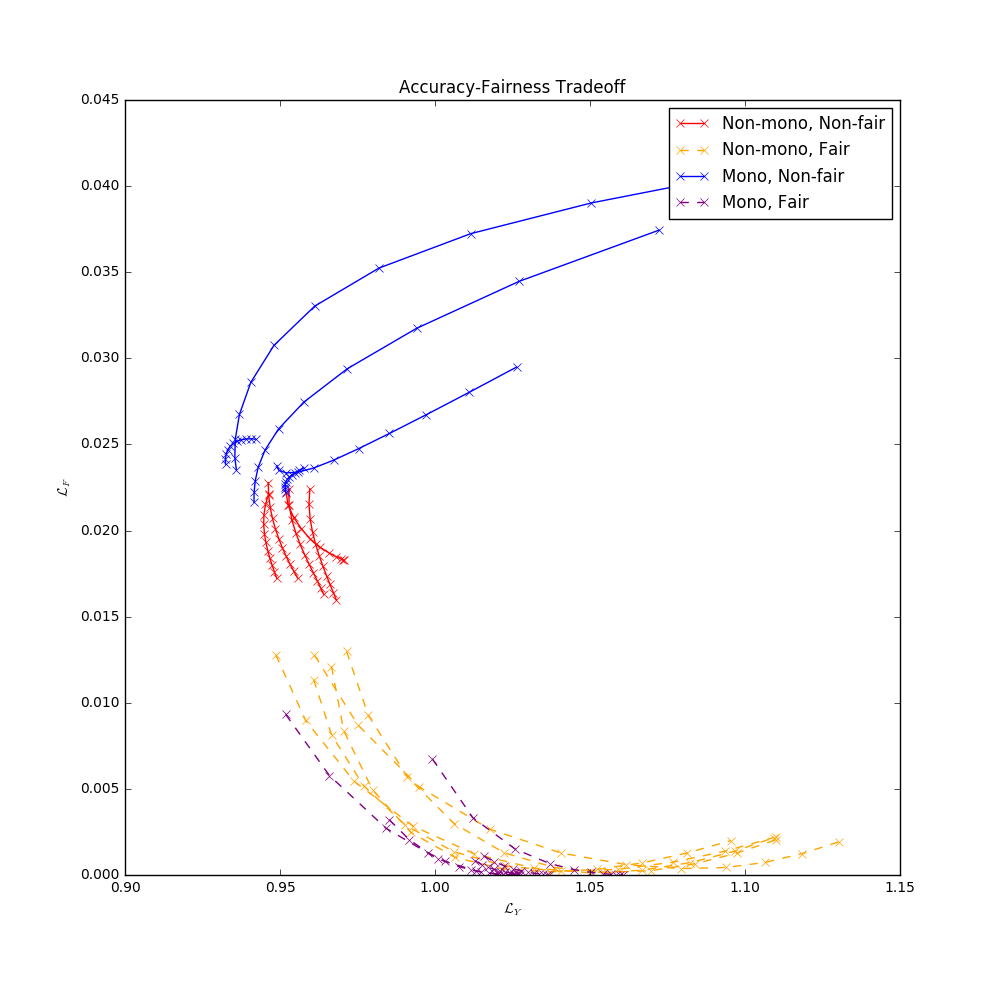 Accuracy-Fairness Tradeoff
0.045
0.040
0.035
0.030
0.025
0.020
0.015
0.010
0.005
0.000
ℒ_F
Non-mono, Non-fair
Non-mono, Fair
Mono, Non-fair
Mono, Fair
0.90 0.95 1.00 1.05 1.10 1.15
ℒ_Y